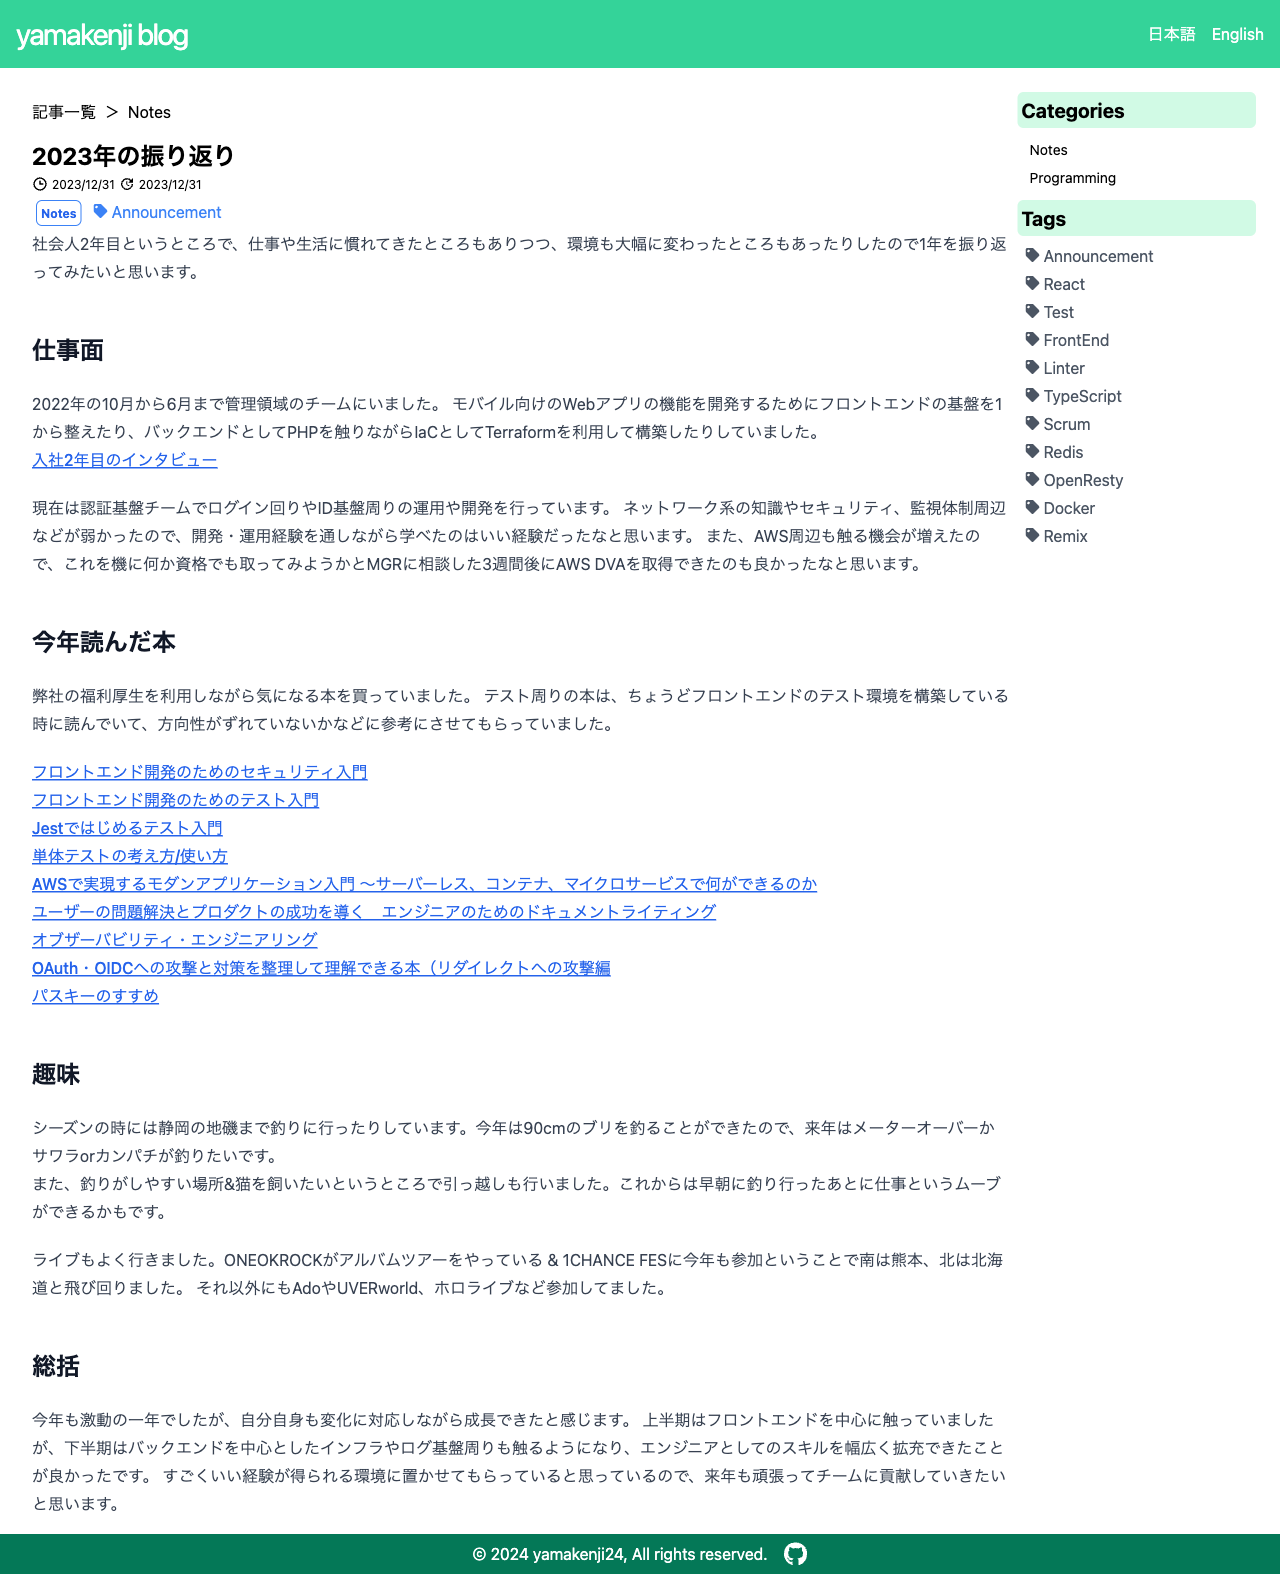 yamakenji blog
日本語 English
記事一覧 ＞ Notes
2023年の振り返り
2023/12/31 2023/12/31
Notes Announcement
社会人2年目というところで、仕事や生活に慣れてきたところもありつつ、環境も大幅に変わったところもあったりしたので1年を振り返
ってみたいと思います。
仕事面
2022年の10月から6月まで管理領域のチームにいました。 モバイル向けのWebアプリの機能を開発するためにフロントエンドの基盤を1
から整えたり、バックエンドとしてPHPを触りながらIaCとしてTerraformを利用して構築したりしていました。
入社2年目のインタビュー
現在は認証基盤チームでログイン回りやID基盤周りの運用や開発を行っています。 ネットワーク系の知識やセキュリティ、監視体制周辺
などが弱かったので、開発・運用経験を通しながら学べたのはいい経験だったなと思います。 また、AWS周辺も触る機会が増えたの
で、これを機に何か資格でも取ってみようかとMGRに相談した3週間後にAWS DVAを取得できたのも良かったなと思います。
今年読んだ本
弊社の福利厚生を利用しながら気になる本を買っていました。 テスト周りの本は、ちょうどフロントエンドのテスト環境を構築している
時に読んでいて、方向性がずれていないかなどに参考にさせてもらっていました。
フロントエンド開発のためのセキュリティ入門
フロントエンド開発のためのテスト入門
Jestではじめるテスト入門
単体テストの考え方/使い方
AWSで実現するモダンアプリケーション入門 〜サーバーレス、コンテナ、マイクロサービスで何ができるのか
ユーザーの問題解決とプロダクトの成功を導く　エンジニアのためのドキュメントライティング
オブザーバビリティ・エンジニアリング
OAuth・OIDCへの攻撃と対策を整理して理解できる本（リダイレクトへの攻撃編
パスキーのすすめ
趣味
シーズンの時には静岡の地磯まで釣りに行ったりしています。今年は90cmのブリを釣ることができたので、来年はメーターオーバーか
サワラorカンパチが釣りたいです。
また、釣りがしやすい場所&猫を飼いたいというところで引っ越しも行いました。これからは早朝に釣り行ったあとに仕事というムーブ
ができるかもです。
ライブもよく行きました。ONEOKROCKがアルバムツアーをやっている & 1CHANCE FESに今年も参加ということで南は熊本、北は北海
道と飛び回りました。 それ以外にもAdoやUVERworld、ホロライブなど参加してました。
総括
今年も激動の一年でしたが、自分自身も変化に対応しながら成長できたと感じます。 上半期はフロントエンドを中心に触っていました
が、下半期はバックエンドを中心としたインフラやログ基盤周りも触るようになり、エンジニアとしてのスキルを幅広く拡充できたこと
が良かったです。 すごくいい経験が得られる環境に置かせてもらっていると思っているので、来年も頑張ってチームに貢献していきたい
と思います。
Categories
Notes
Programming
Tags
Announcement
React
Test
FrontEnd
Linter
TypeScript
Scrum
Redis
OpenResty
Docker
Remix
© 2024 yamakenji24, All rights reserved.